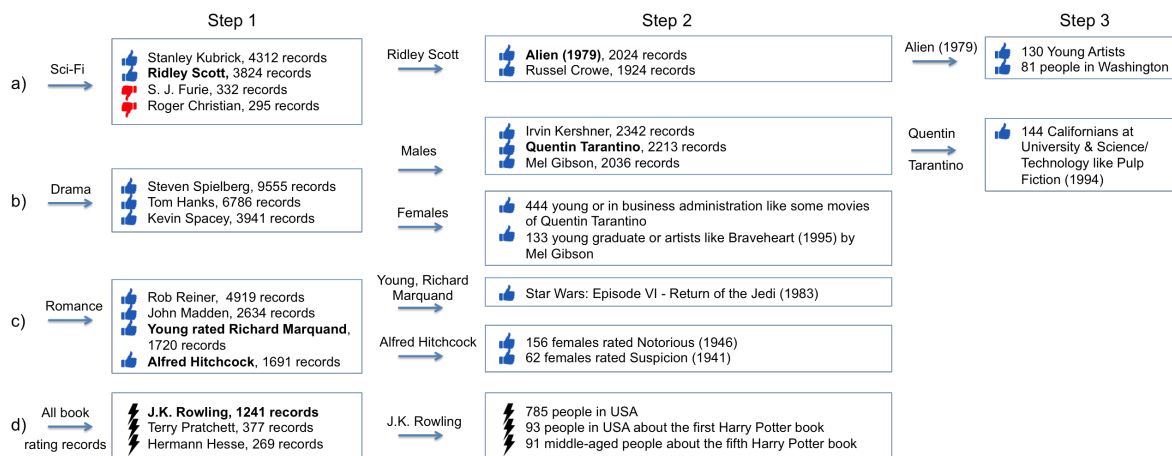 Step 1
Step 2
Step 3
a)
Sci-Fi
Stanley Kubrick, 4312 records
Ridley Scott, 3824 records
S. J. Furie, 332 records
Roger Christian, 295 records
Ridley Scott
Alien (1979), 2024 records
Russel Crowe, 1924 records
Alien (1979)
130 Young Artists
81 people in Washington
b)
Drama
Steven Spielberg, 9555 records
Tom Hanks, 6786 records
Kevin Spacey, 3941 records
Males
Irvin Kershner, 2342 records
Quentin Tarantino, 2213 records
Mel Gibson, 2036 records
Quentin
Tarantino
144 Californians at
University & Science/
Technology like Pulp
Fiction (1994)
Females
444 young or in business administration like some movies
of Quentin Tarantino
133 young graduate or artists like Braveheart (1995) by
Mel Gibson
c)
Romance
Rob Reiner, 4919 records
John Madden, 2634 records
Young rated Richard Marquand,
1720 records
Alfred Hitchcock, 1691 records
Young, Richard
Marquand
Star Wars: Episode VI - Return of the Jedi (1983)
Alfred Hitchcock
156 females rated Notorious (1946)
62 females rated Suspicion (1941)
d)
All book
rating records
J.K. Rowling, 1241 records
Terry Pratchett, 377 records
Hermann Hesse, 269 records
J.K. Rowling
785 people in USA
93 people in USA about the first Harry Potter book
91 middle-aged people about the fifth Harry Potter book